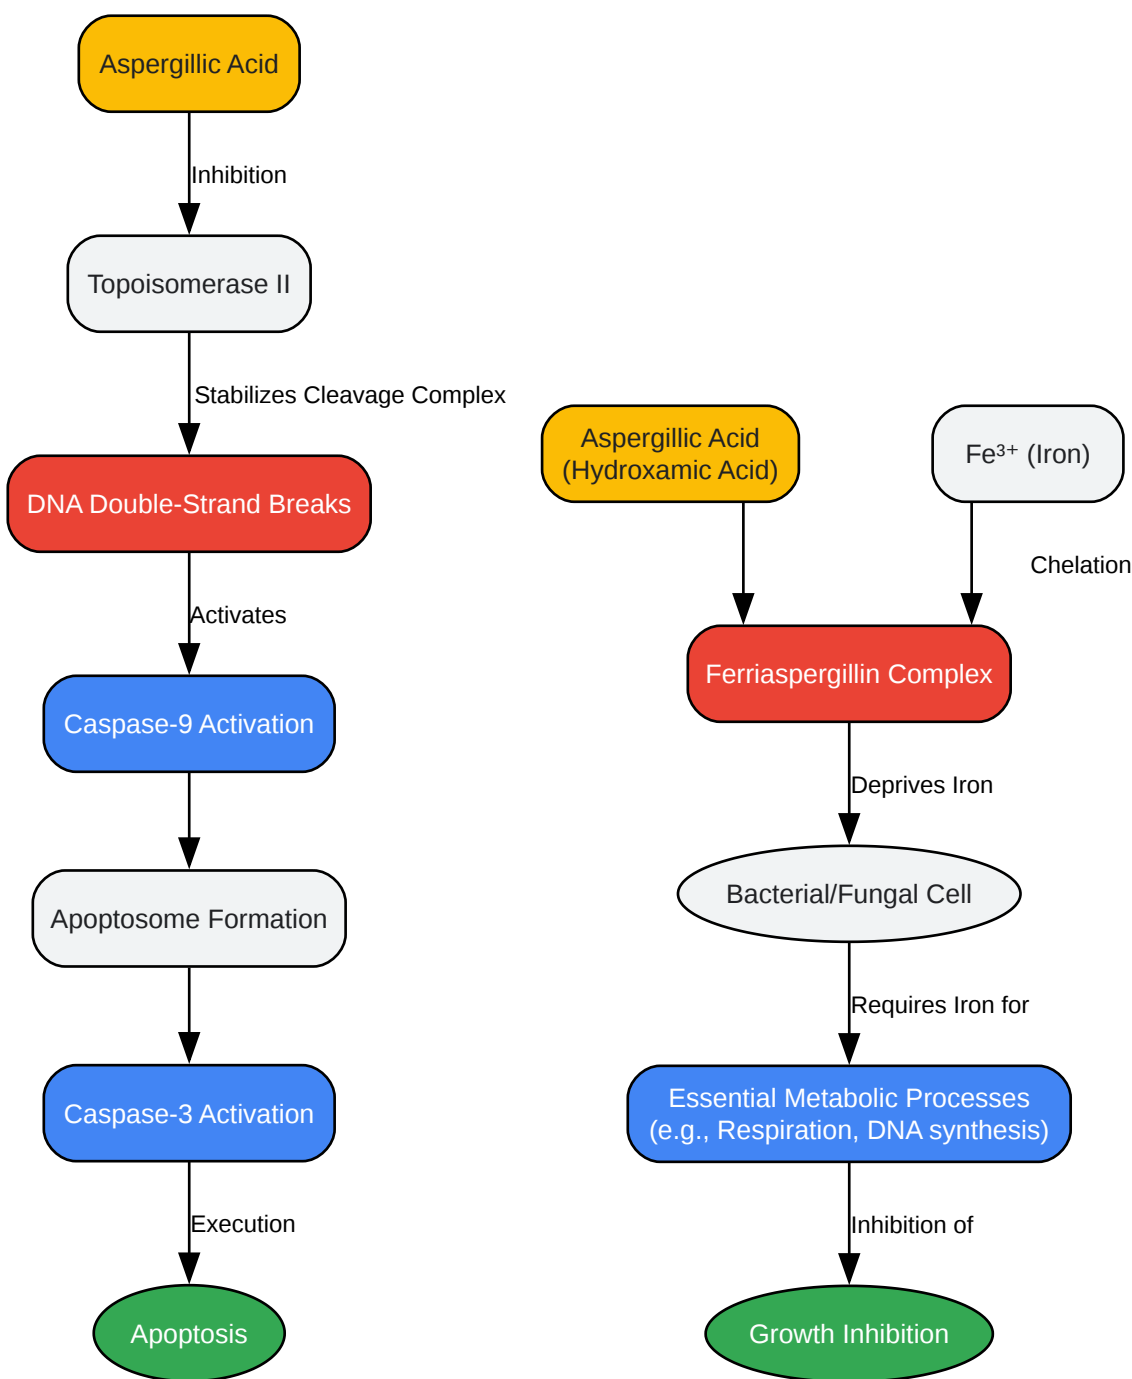 Aspergillic Acid
Inhibition
Topoisomerase II
Stabilizes Cleavage Complex
DNA Double-Strand Breaks
Activates
Caspase-9 Activation
Apoptosome Formation
Caspase-3 Activation
Execution
Apoptosis
Aspergillic Acid
(Hydroxamic Acid)
Fe³⁺ (Iron)
Chelation
Ferriaspergillin Complex
Deprives Iron
Bacterial/Fungal Cell
Requires Iron for
Essential Metabolic Processes
(e.g., Respiration, DNA synthesis)
Inhibition of
Growth Inhibition